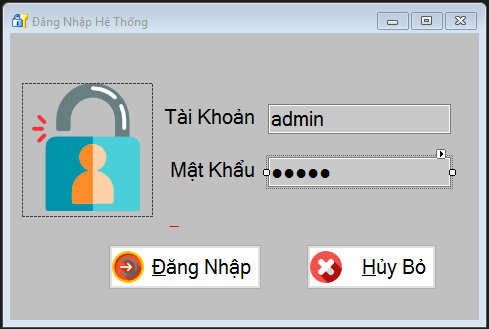 Đăng Nhập Hệ Thống
Tài Khoản admin
Mật Khẩu ●●●●●
_
Đăng Nhập Hủy Bỏ